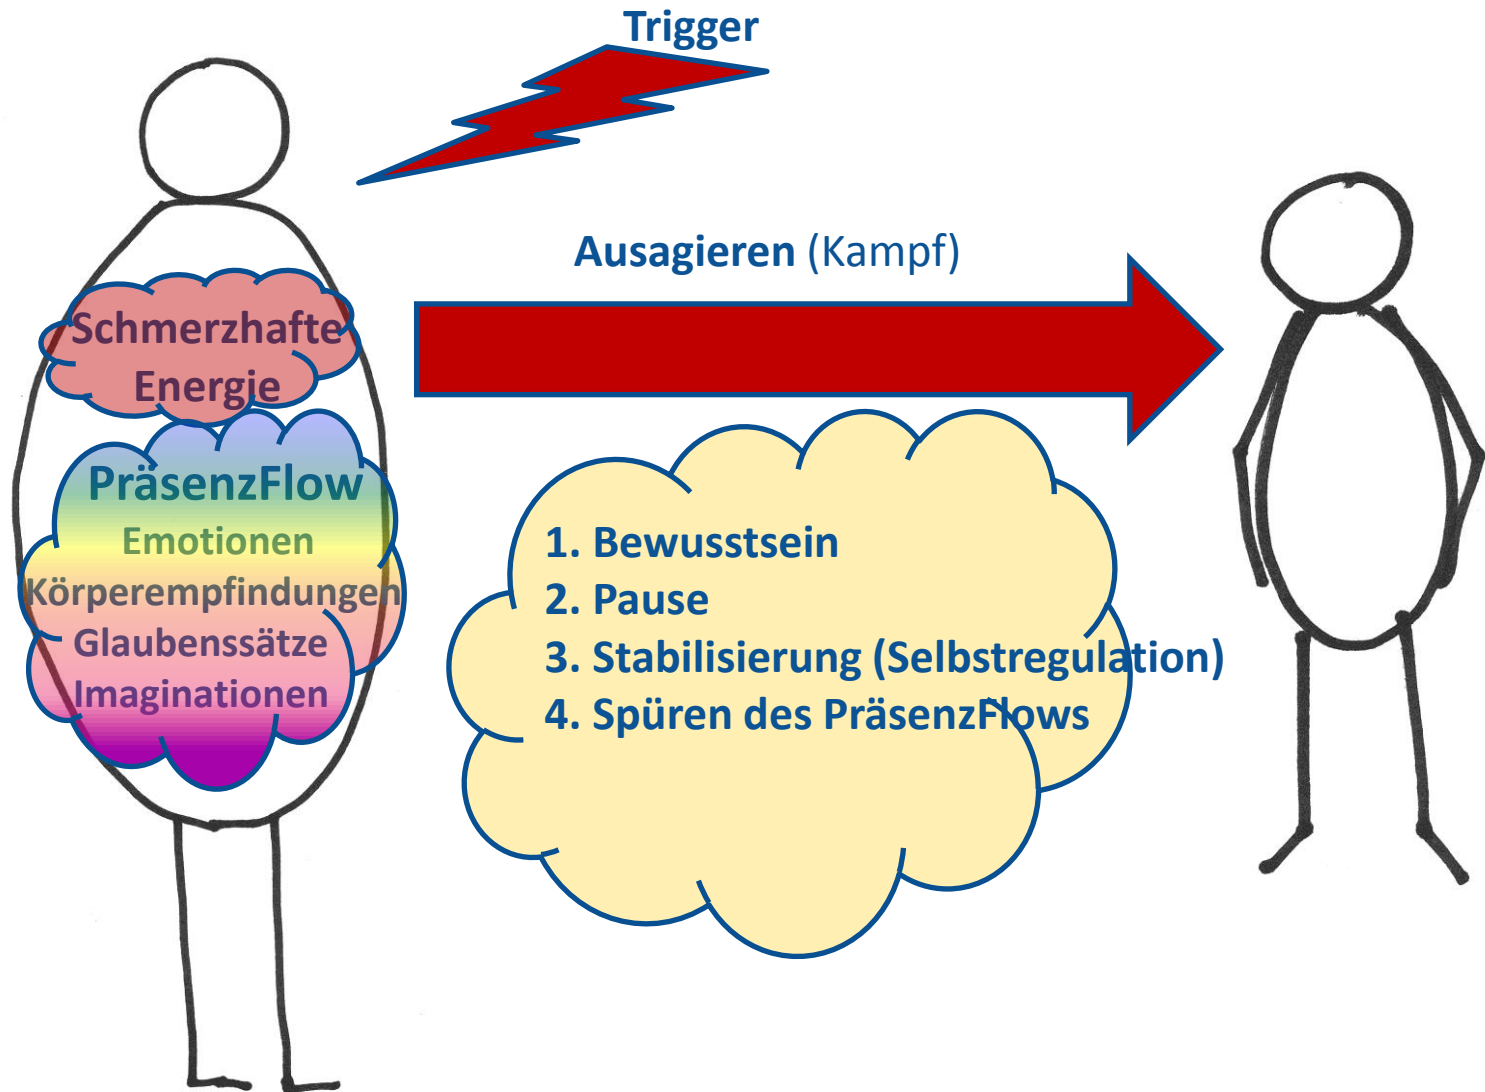 Trigger
Ausagieren (Kampf)
Schmerzhafte
Energie
PräsenzFlow
Emotionen
Körperempfindungen
Glaubenssätze
Imaginationen
1. Bewusstsein
2. Pause
3. Stabilisierung (Selbstregulation)
4. Spüren des PräsenzFlows